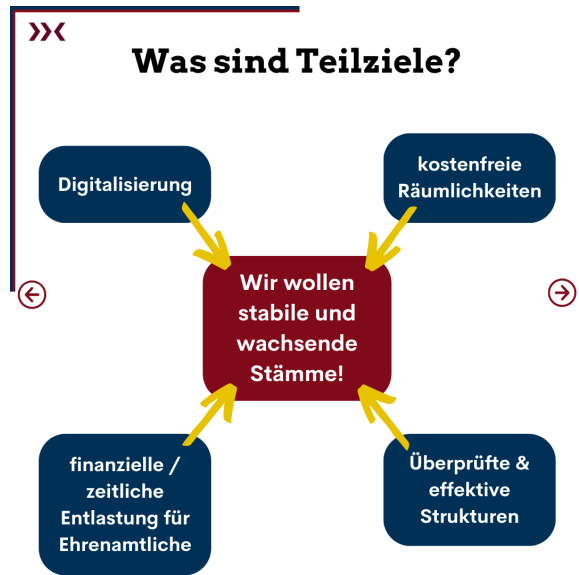 Was sind Teilziele?
Digitalisierung
kostenfreie
Räumlichkeiten
Wir wollen
stabile und
wachsende
Stämme!
finanzielle /
zeitliche
Entlastung für
Ehrenamtliche
Überprüfte &
effektive
Strukturen